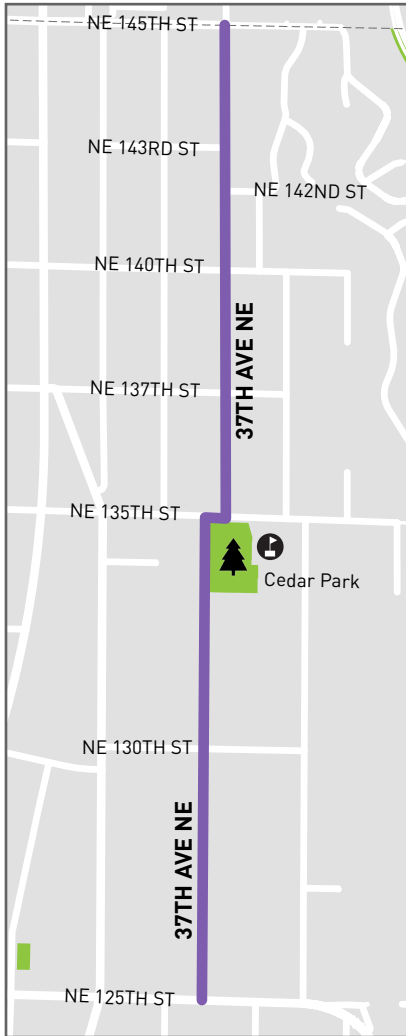 NE 145TH ST
NE 143RD ST
NE 142ND ST
NE 140TH ST
37TH AVE NE
NE 137TH ST
NE 135TH ST
Cedar Park
NE 130TH ST
37TH AVE NE
NE 125TH ST